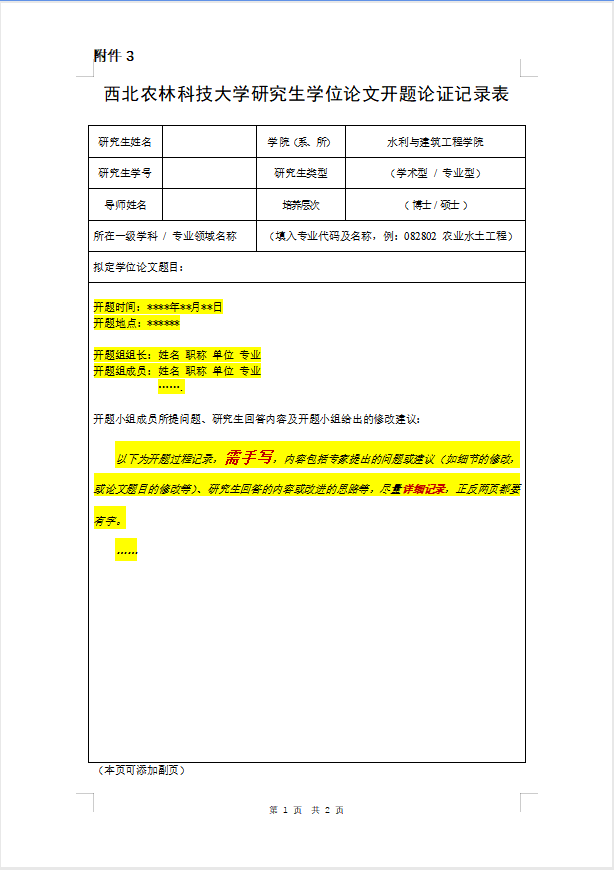 附件 3
西北农林科技大学研究生学位论文开题论证记录表
研究生姓名 学院（系、所） 水利与建筑工程学院
研究生学号 研究生类型 （学术型 / 专业型）
导师姓名 培养层次 （博士/硕士）
所在一级学科 / 专业领域名称 （填入专业代码及名称，例：082802 农业水土工程）
拟定学位论文题目：
开题时间：****年**月**日
开题地点：******
开题组组长：姓名 职称 单位 专业
开题组成员：姓名 职称 单位 专业
…….
开题小组成员所提问题、研究生回答内容及开题小组给出的修改建议：
以下为开题过程记录，需手写，内容包括专家提出的问题或建议（如细节的修改，
或论文题目的修改等）、研究生回答的内容或改进的思路等，尽量详细记录，正反两页都要
有字。
……
（本页可添加副页）
第 1 页 共 2 页